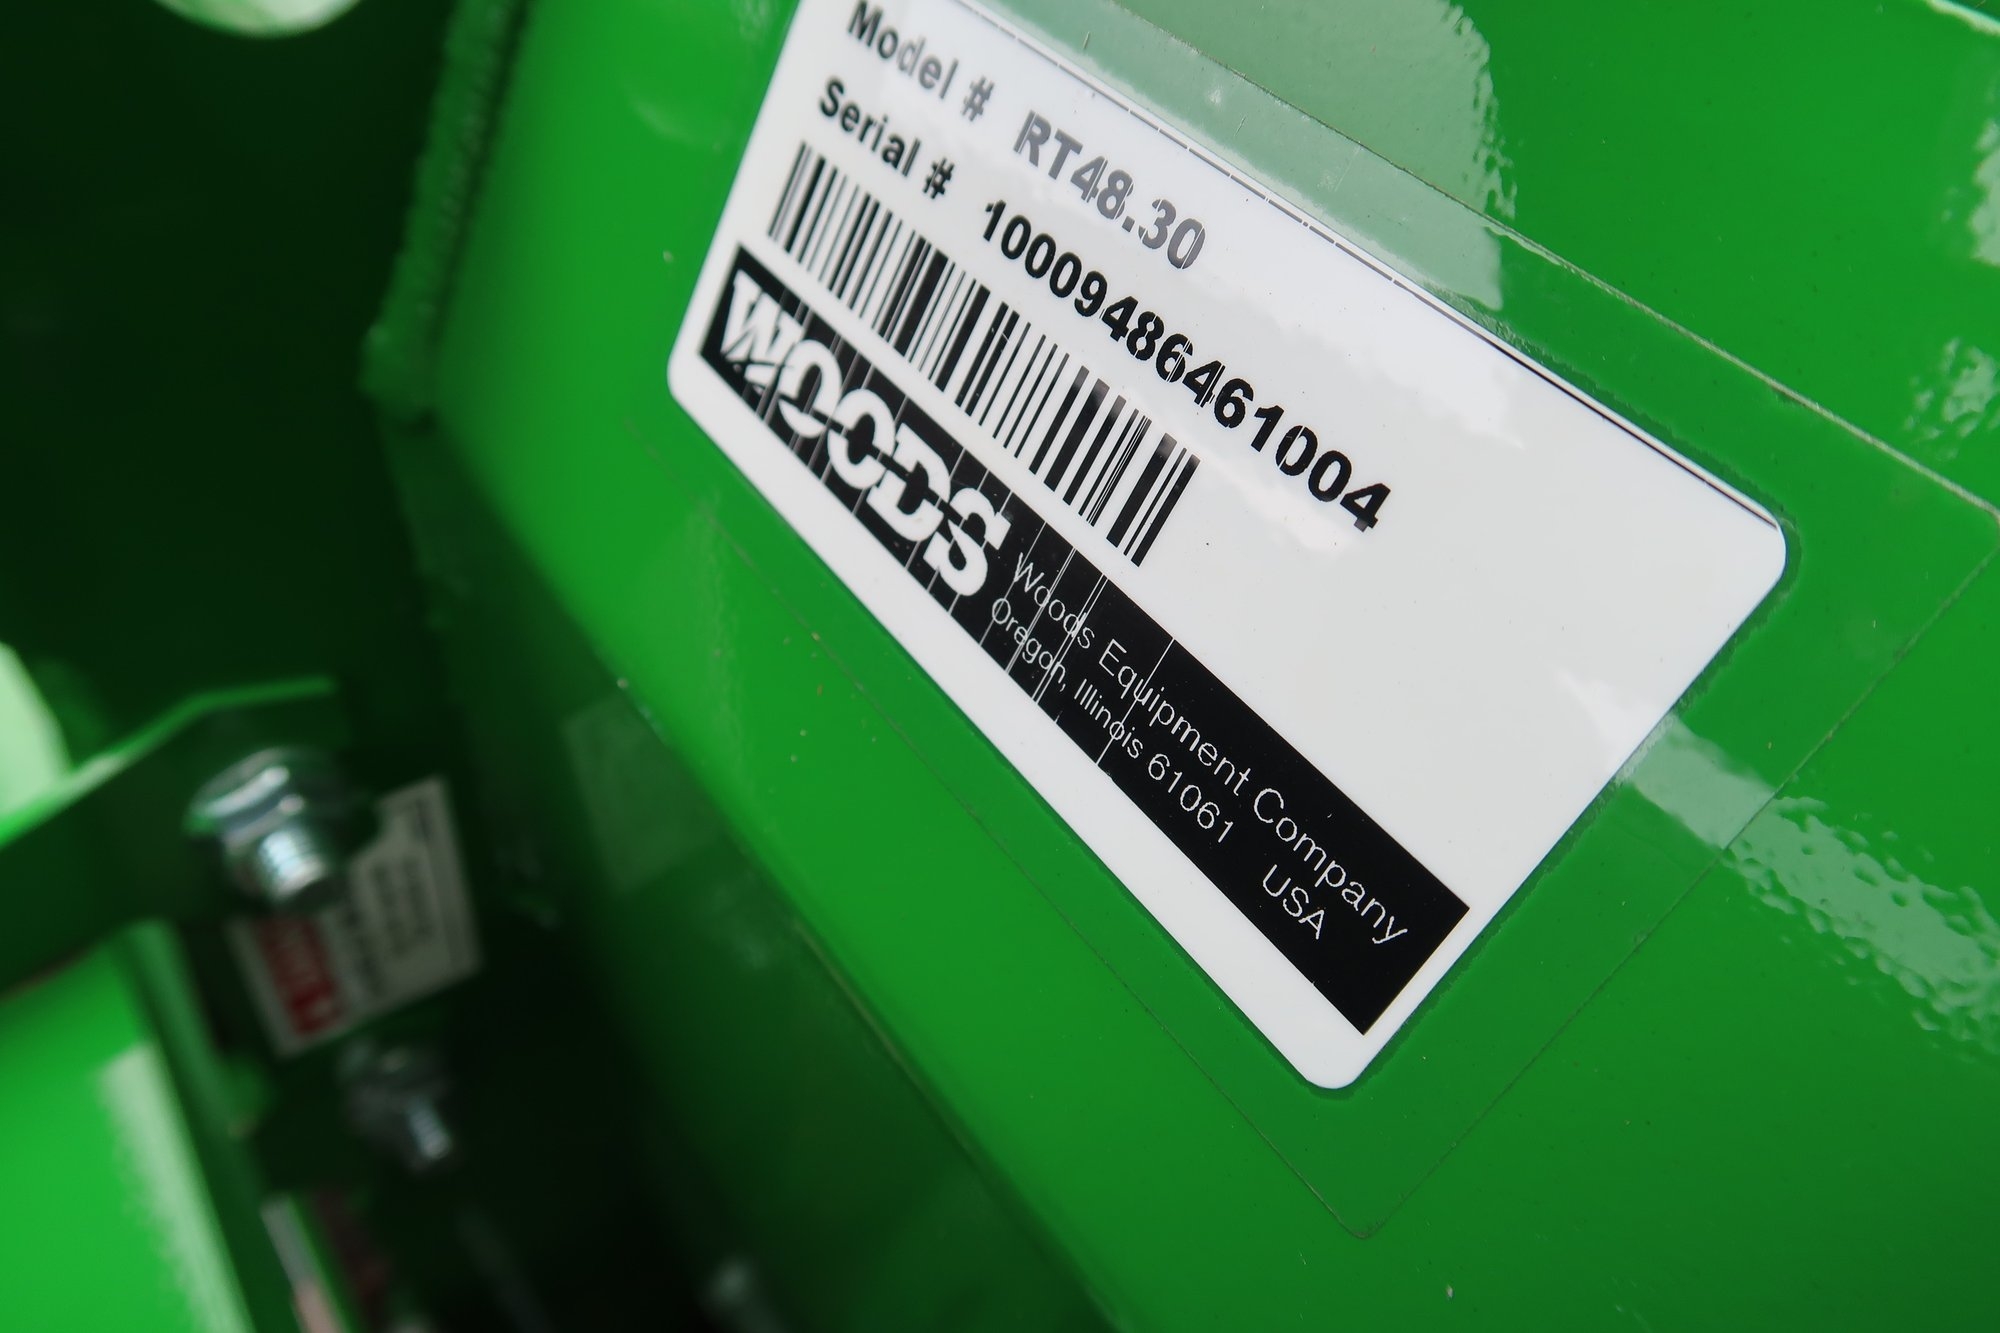 Model # RT48.30
Serial # 10009486461004
WOODS
Woods Equipment Company
Oregon, Illinois 61061 USA